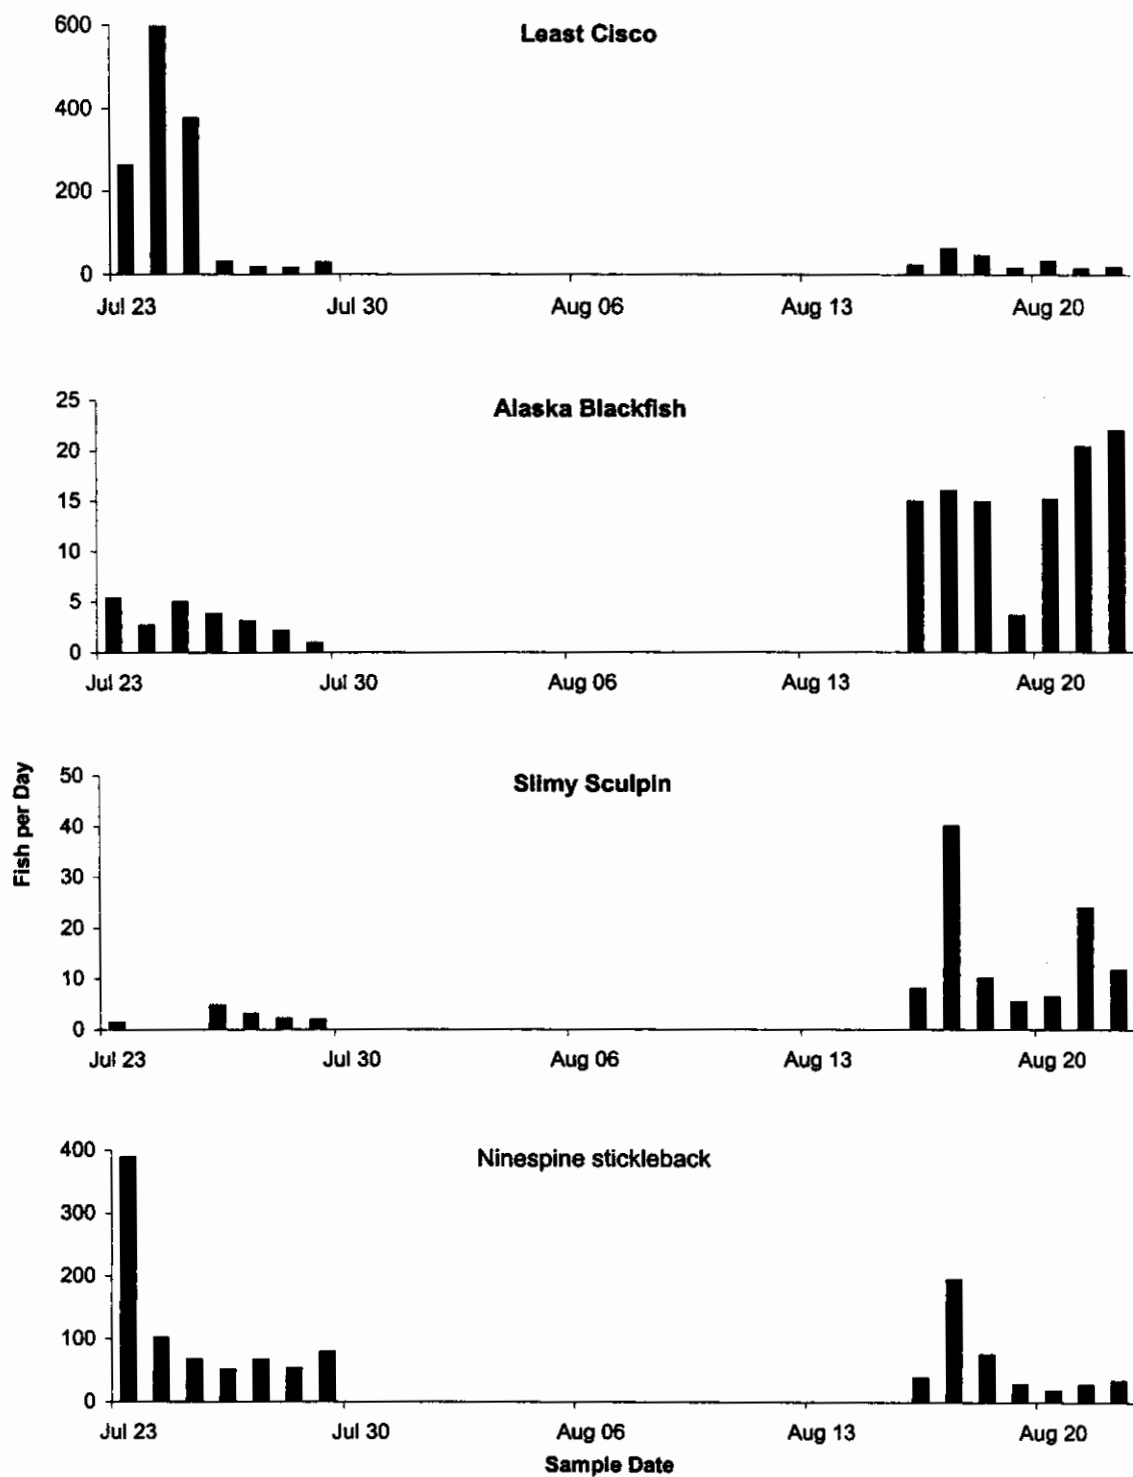 Least Cisco
600
400
200
0
Jul 23 Jul 30 Aug 06 Aug 13 Aug 20
Alaska Blackfish
25
20
15
10
5
0
Jul 23 Jul 30 Aug 06 Aug 13 Aug 20
Fish per Day
Slimy Sculpin
50
40
30
20
10
0
Jul 23 Jul 30 Aug 06 Aug 13 Aug 20
Ninespine stickleback
400
300
200
100
0
Jul 23 Jul 30 Aug 06 Aug 13 Aug 20
Sample Date